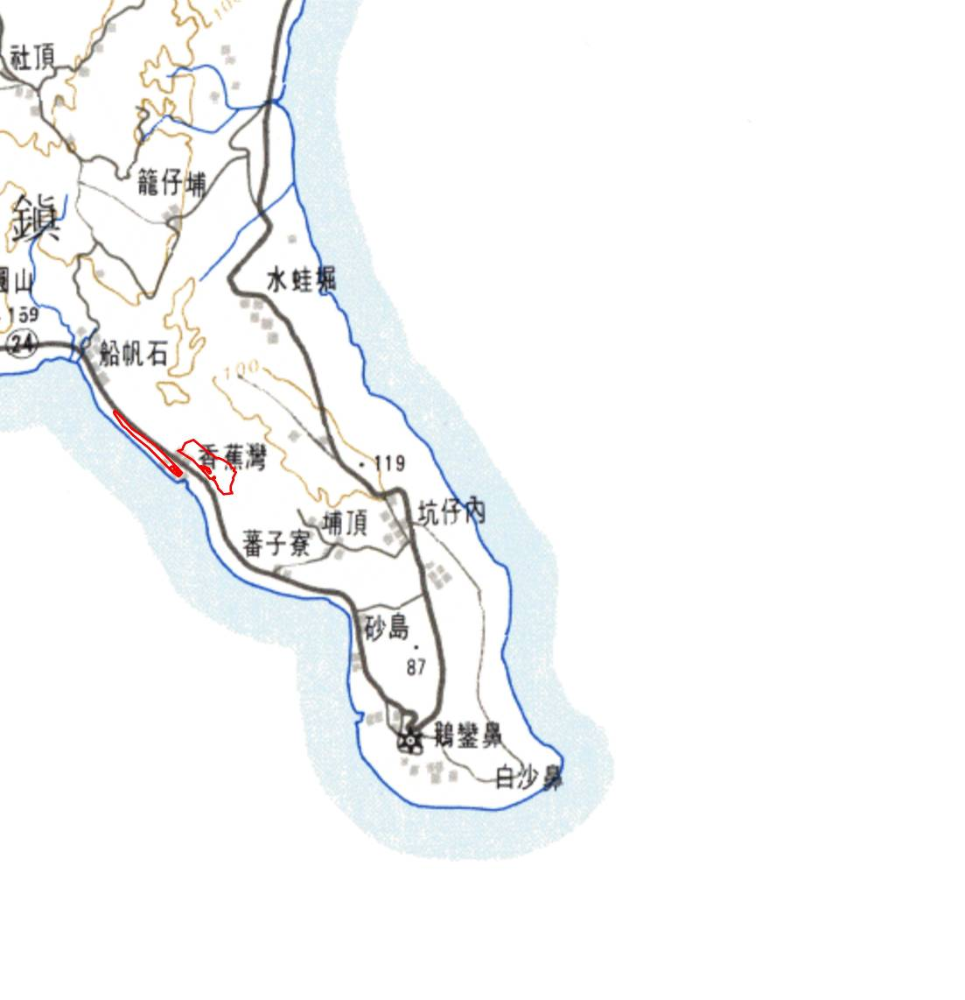 100
社頂
籠仔埔
鎮
山
水蛙堀
159
24
船帆石
100
香蕉灣
119
坑仔內
埔頂
蕃子寮
砂島
87
鵝鑾鼻
白沙鼻